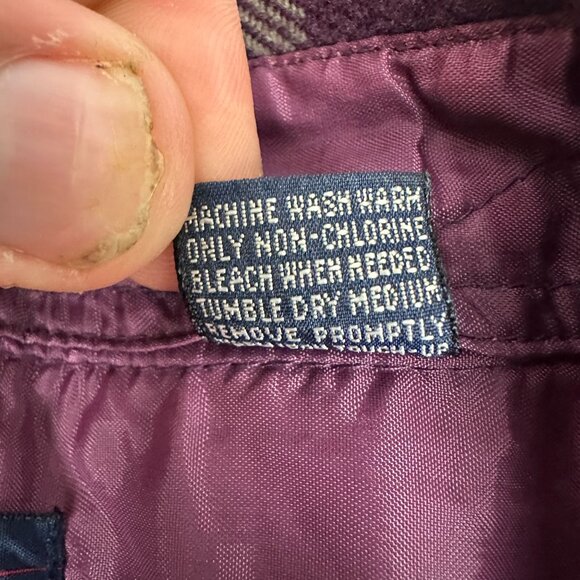 MACHINE WASH WARM
ONLY NON-CHLORINE
BLEACH WHEN NEEDED
TUMBLE DRY MEDIUM
REMOVE PROMPTLY